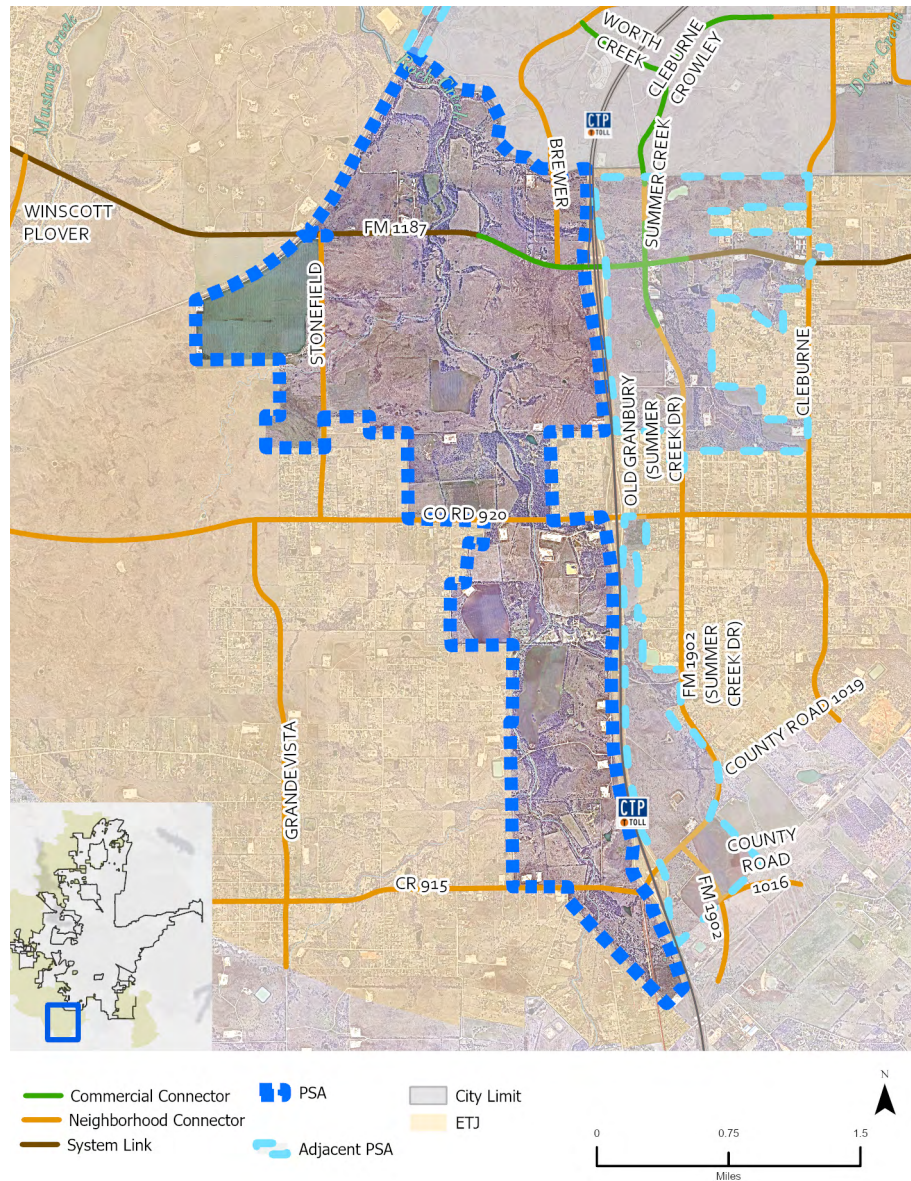 WORTH
CREEK
CLEBURNE
CROWLEY
Mustang Creek
Deer Creek
CTP
TOLL
BREWER
SUMMER CREEK
WINSCOTT
PLOVER
FM 1187
STONEFIELD
OLD GRANBURY
(SUMMER
CREEK DR)
CLEBURNE
CO RD 920
FM 1902
(SUMMER
CREEK DR)
COUNTY ROAD 1019
GRANDEVISTA
CTP
TOLL
COUNTY
ROAD
1016
CR 915
FM 1902
Commercial Connector
Neighborhood Connector
System Link
PSA
Adjacent PSA
City Limit
ETJ
N
0
0.75
1.5
Miles